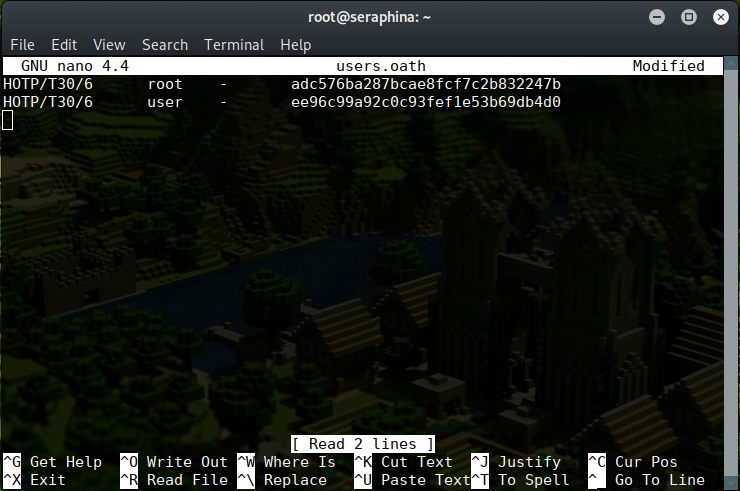 root@seraphina: ~
File Edit View Search Terminal Help
GNU nano 4.4 users.oath Modified
HOTP/T30/6 root - adc576ba287bcae8fcf7c2b832247b
HOTP/T30/6 user - ee96c99a92c0c93fef1e53b69db4d0
[ Read 2 lines ]
^G Get Help ^O Write Out ^W Where Is ^K Cut Text ^J Justify ^C Cur Pos
^X Exit ^R Read File ^\ Replace ^U Paste Text ^T To Spell ^_ Go To Line